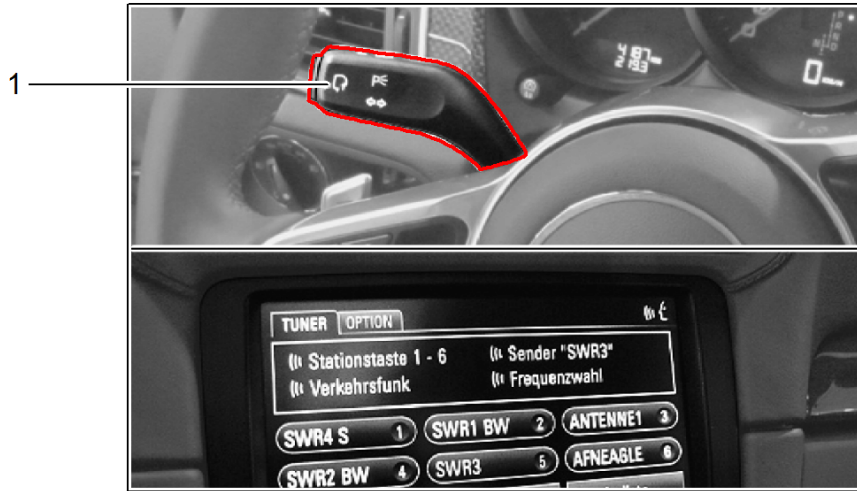 1
TUNER OPTION
Stationstaste 1 - 6 Sender "SWR3"
Verkehrsfunk Frequenzwahl
SWR4 S 1 SWR1 BW 2 ANTENNE1 3
SWR2 BW 4 SWR3 5 AFNEAGLE 6